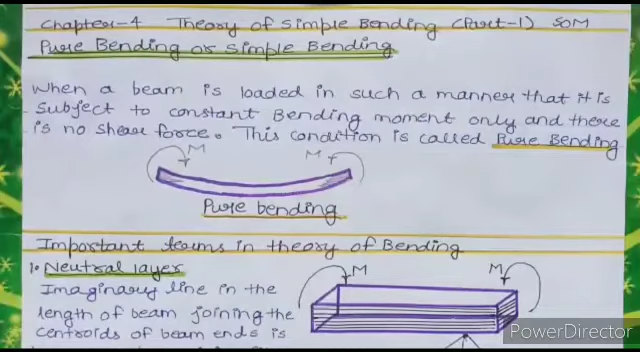 Chapter-4 Theory of Simple Bending (Part-1) SOM
Pure Bending or Simple Bending
When a beam is loaded in such a manner that it is
subject to constant Bending moment only and there
is no shear force. This condition is called Pure Bending
M M
Pure bending
Important terms in theory of Bending
1. Neutral layer
M M
Imaginary line in the
length of beam joining the
centroids of beam ends is
PowerDirector